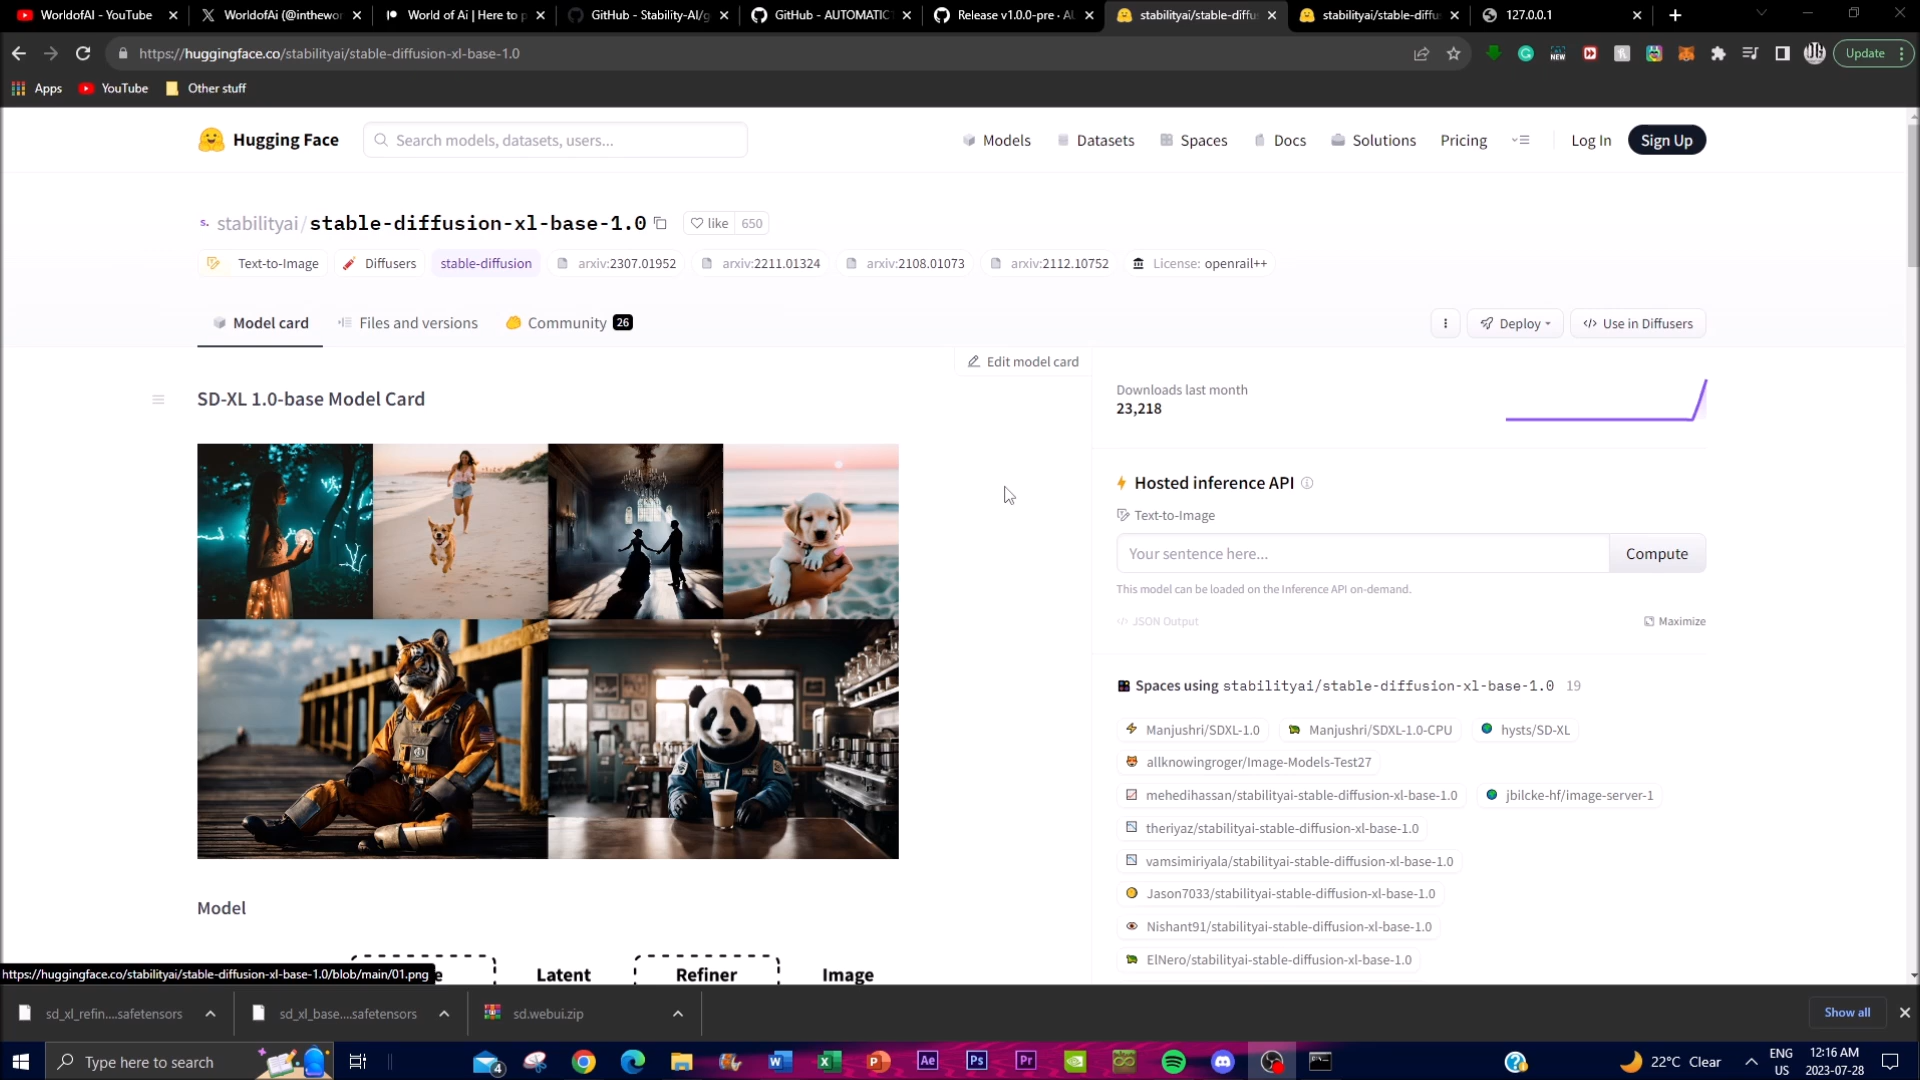 WorldofAI - YouTube
WorldofAi (@inthewor
World of Ai | Here to p
GitHub - Stability-AI/g
GitHub - AUTOMATIC
Release v1.0.0-pre · A
stabilityai/stable-diffu
stabilityai/stable-diffus
127.0.0.1
https://huggingface.co/stabilityai/stable-diffusion-xl-base-1.0
NEW
Update
Apps
YouTube
Other stuff
Hugging Face
Search models, datasets, users...
Models
Datasets
Spaces
Docs
Solutions
Pricing
Log In
Sign Up
s. stabilityai/stable-diffusion-xl-base-1.0
like 650
Text-to-Image
Diffusers
stable-diffusion
arxiv:2307.01952
arxiv:2211.01324
arxiv:2108.01073
arxiv:2112.10752
License: openrail++
Model card
Files and versions
Community 26
Deploy
Use in Diffusers
Edit model card
SD-XL 1.0-base Model Card
Downloads last month
23,218
Hosted inference API
Text-to-Image
Your sentence here...
Compute
This model can be loaded on the Inference API on-demand.
</> JSON Output
Maximize
Spaces using stabilityai/stable-diffusion-xl-base-1.0 19
Manjushri/SDXL-1.0
Manjushri/SDXL-1.0-CPU
hysts/SD-XL
allknowingroger/Image-Models-Test27
mehedihassan/stabilityai-stable-diffusion-xl-base-1.0
jbilcke-hf/image-server-1
theriyaz/stabilityai-stable-diffusion-xl-base-1.0
vamsimiriyala/stabilityai-stable-diffusion-xl-base-1.0
Jason7033/stabilityai-stable-diffusion-xl-base-1.0
Nishant91/stabilityai-stable-diffusion-xl-base-1.0
ElNero/stabilityai-stable-diffusion-xl-base-1.0
Model
Latent
Refiner
Image
https://huggingface.co/stabilityai/stable-diffusion-xl-base-1.0/blob/main/01.png
sd_xl_refin....safetensors
sd_xl_base....safetensors
sd.webui.zip
Show all
Type here to search
4
Ae
Ps
Pr
22°C Clear
ENG
US
12:16 AM
2023-07-28